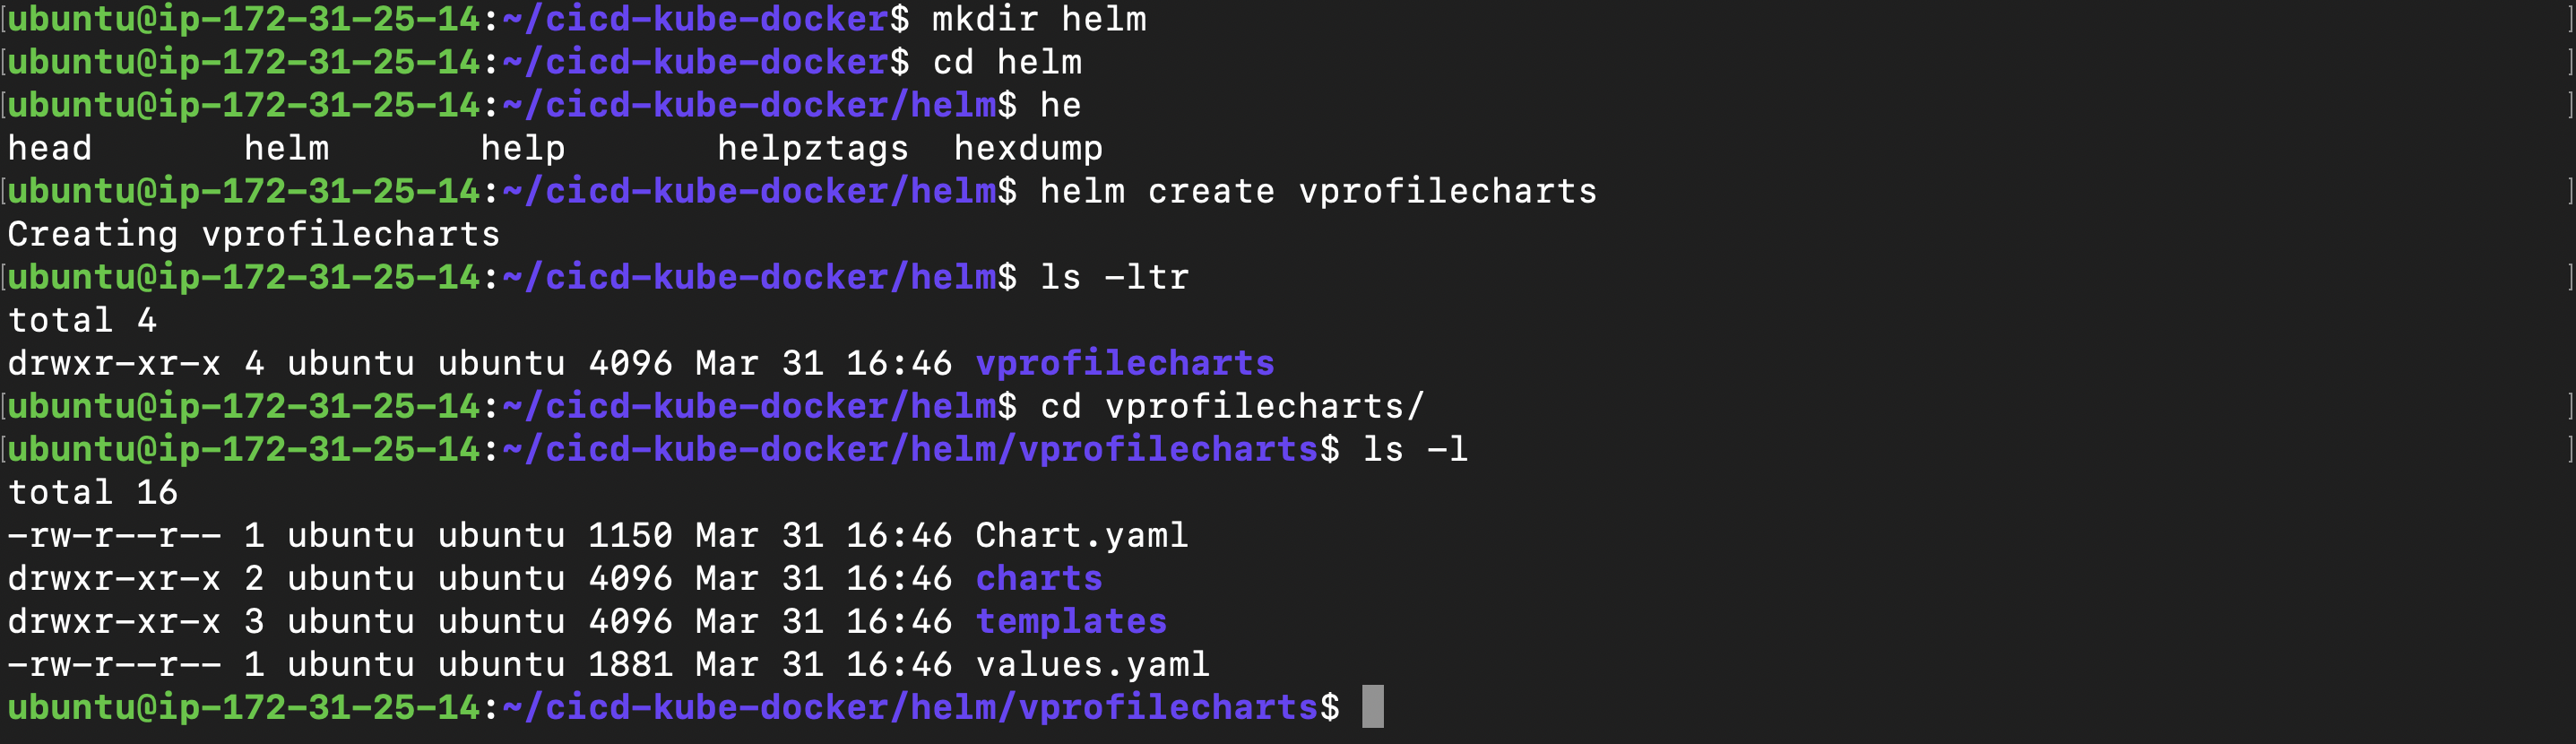 [ubuntu@ip-172-31-25-14:~/cicd-kube-docker$ mkdir helm ]
[ubuntu@ip-172-31-25-14:~/cicd-kube-docker$ cd helm ]
[ubuntu@ip-172-31-25-14:~/cicd-kube-docker/helm$ he ]
head       helm       help       helpztags  hexdump
[ubuntu@ip-172-31-25-14:~/cicd-kube-docker/helm$ helm create vprofilecharts ]
Creating vprofilecharts
[ubuntu@ip-172-31-25-14:~/cicd-kube-docker/helm$ ls -ltr ]
total 4
drwxr-xr-x 4 ubuntu ubuntu 4096 Mar 31 16:46 vprofilecharts
[ubuntu@ip-172-31-25-14:~/cicd-kube-docker/helm$ cd vprofilecharts/ ]
[ubuntu@ip-172-31-25-14:~/cicd-kube-docker/helm/vprofilecharts$ ls -l ]
total 16
-rw-r--r-- 1 ubuntu ubuntu 1150 Mar 31 16:46 Chart.yaml
drwxr-xr-x 2 ubuntu ubuntu 4096 Mar 31 16:46 charts
drwxr-xr-x 3 ubuntu ubuntu 4096 Mar 31 16:46 templates
-rw-r--r-- 1 ubuntu ubuntu 1881 Mar 31 16:46 values.yaml
ubuntu@ip-172-31-25-14:~/cicd-kube-docker/helm/vprofilecharts$